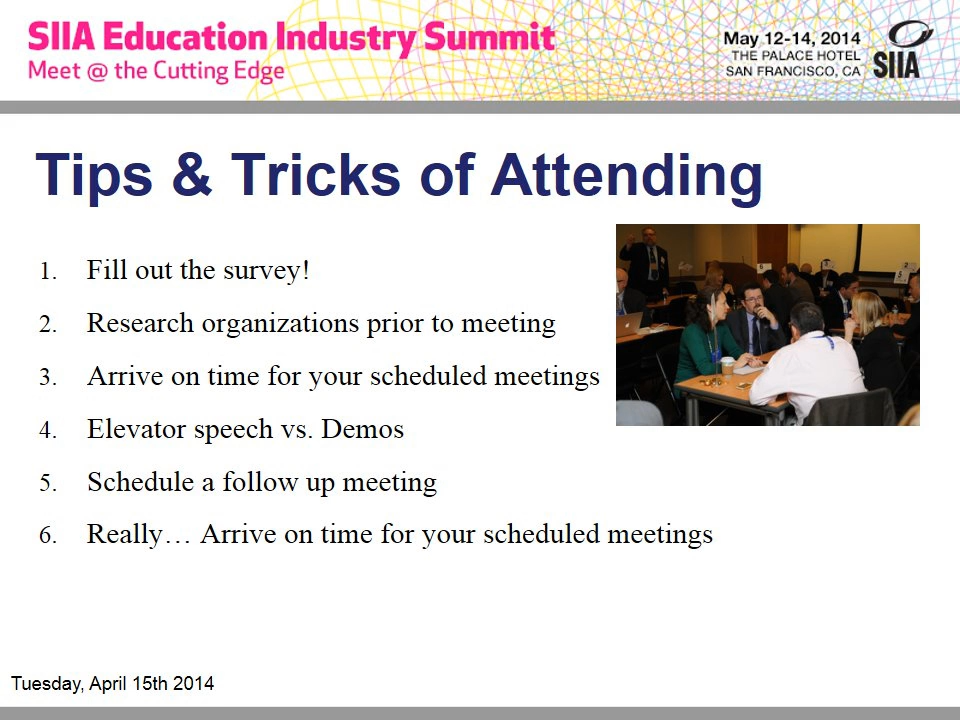 SIIA Education Industry Summit
Meet @ the Cutting Edge
May 12-14, 2014
THE PALACE HOTEL
SAN FRANCISCO, CA
SIIA
Tips & Tricks of Attending
1. Fill out the survey!
2. Research organizations prior to meeting
3. Arrive on time for your scheduled meetings
4. Elevator speech vs. Demos
5. Schedule a follow up meeting
6. Really… Arrive on time for your scheduled meetings
Tuesday, April 15th 2014